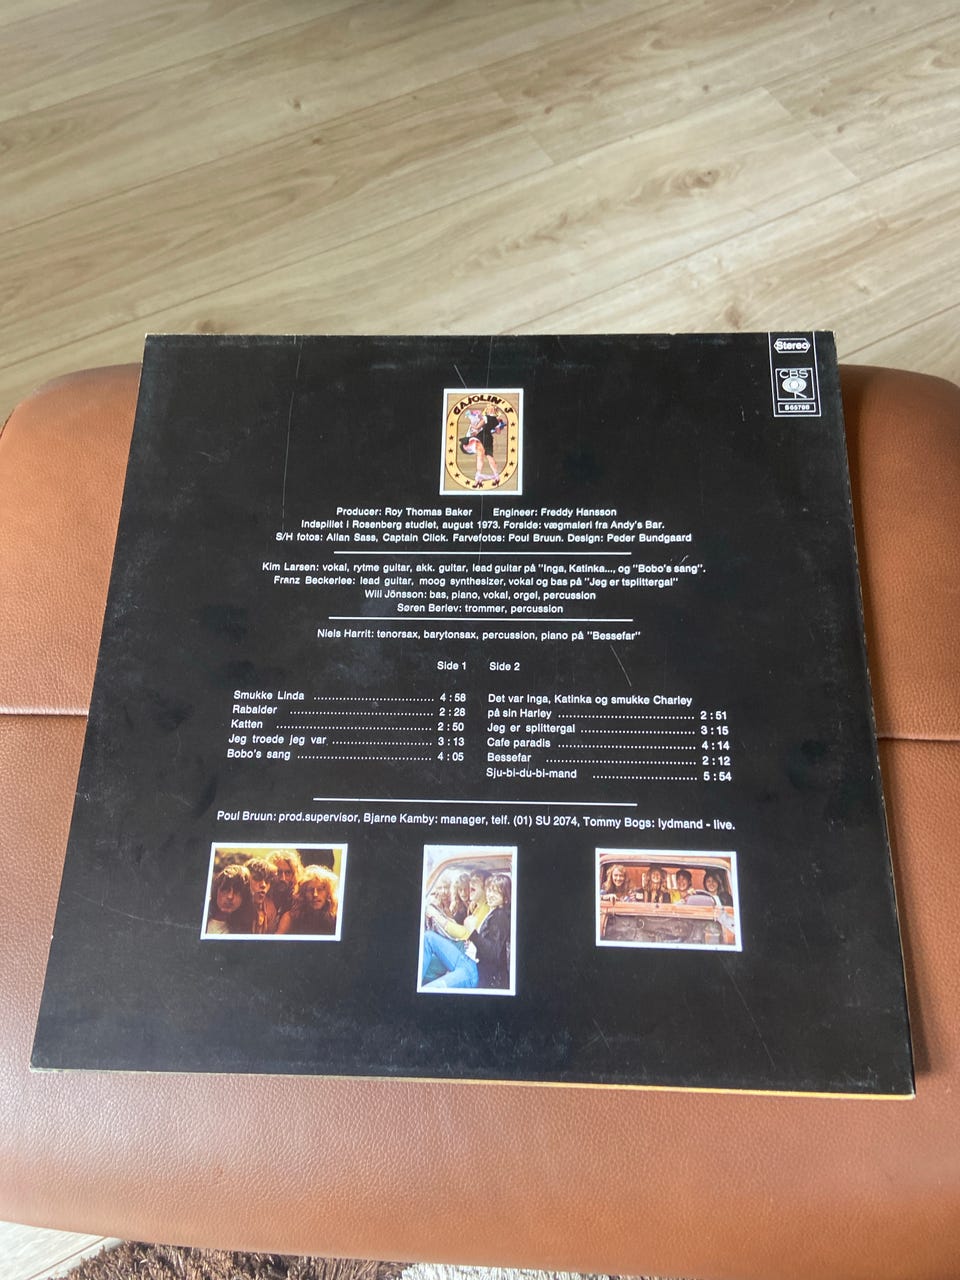 Stereo
CBS
S 65798
GASOLIN' 3
Producer: Roy Thomas Baker Engineer: Freddy Hansson
Indspillet i Rosenberg studiet, august 1973. Forside: vægmaleri fra Andy's Bar.
S/H fotos: Allan Sass, Captain Click. Farvefotos: Poul Bruun. Design: Peder Bundgaard
Kim Larsen: vokal, rytme guitar, akk. guitar, lead guitar på "Inga, Katinka..., og "Bobo's sang".
Franz Beckerlee: lead guitar, moog synthesizer, vokal og bas på "Jeg er tsplittergal"
Wili Jönsson: bas, piano, vokal, orgel, percussion
Søren Berlev: trommer, percussion
Niels Harrit: tenorsax, barytonsax, percussion, piano på "Bessefar"
Side 1 Side 2
Smukke Linda 4:58
Rabalder 2:28
Katten 2:50
Jeg troede jeg var 3:13
Bobo's sang 4:05
Det var Inga, Katinka og smukke Charley
på sin Harley 2:51
Jeg er splittergal 3:15
Cafe paradis 4:14
Bessefar 2:12
Sju-bi-du-bi-mand 5:54
Poul Bruun: prod.supervisor, Bjarne Kamby: manager, telf. (01) SU 2074, Tommy Bogs: lydmand - live.